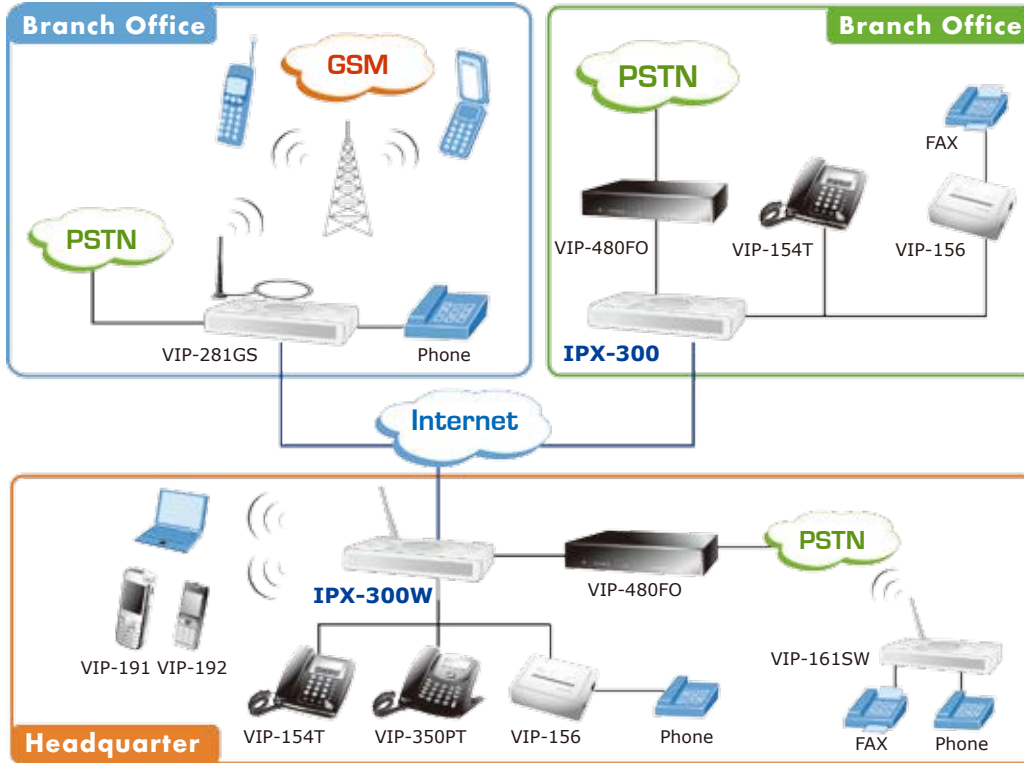 Branch Office
GSM
PSTN
VIP-281GS
Phone
Branch Office
PSTN
FAX
VIP-480FO
VIP-154T
VIP-156
IPX-300
Internet
PSTN
IPX-300W
VIP-480FO
VIP-191 VIP-192
VIP-161SW
VIP-154T
VIP-350PT
VIP-156
Phone
FAX
Phone
Headquarter